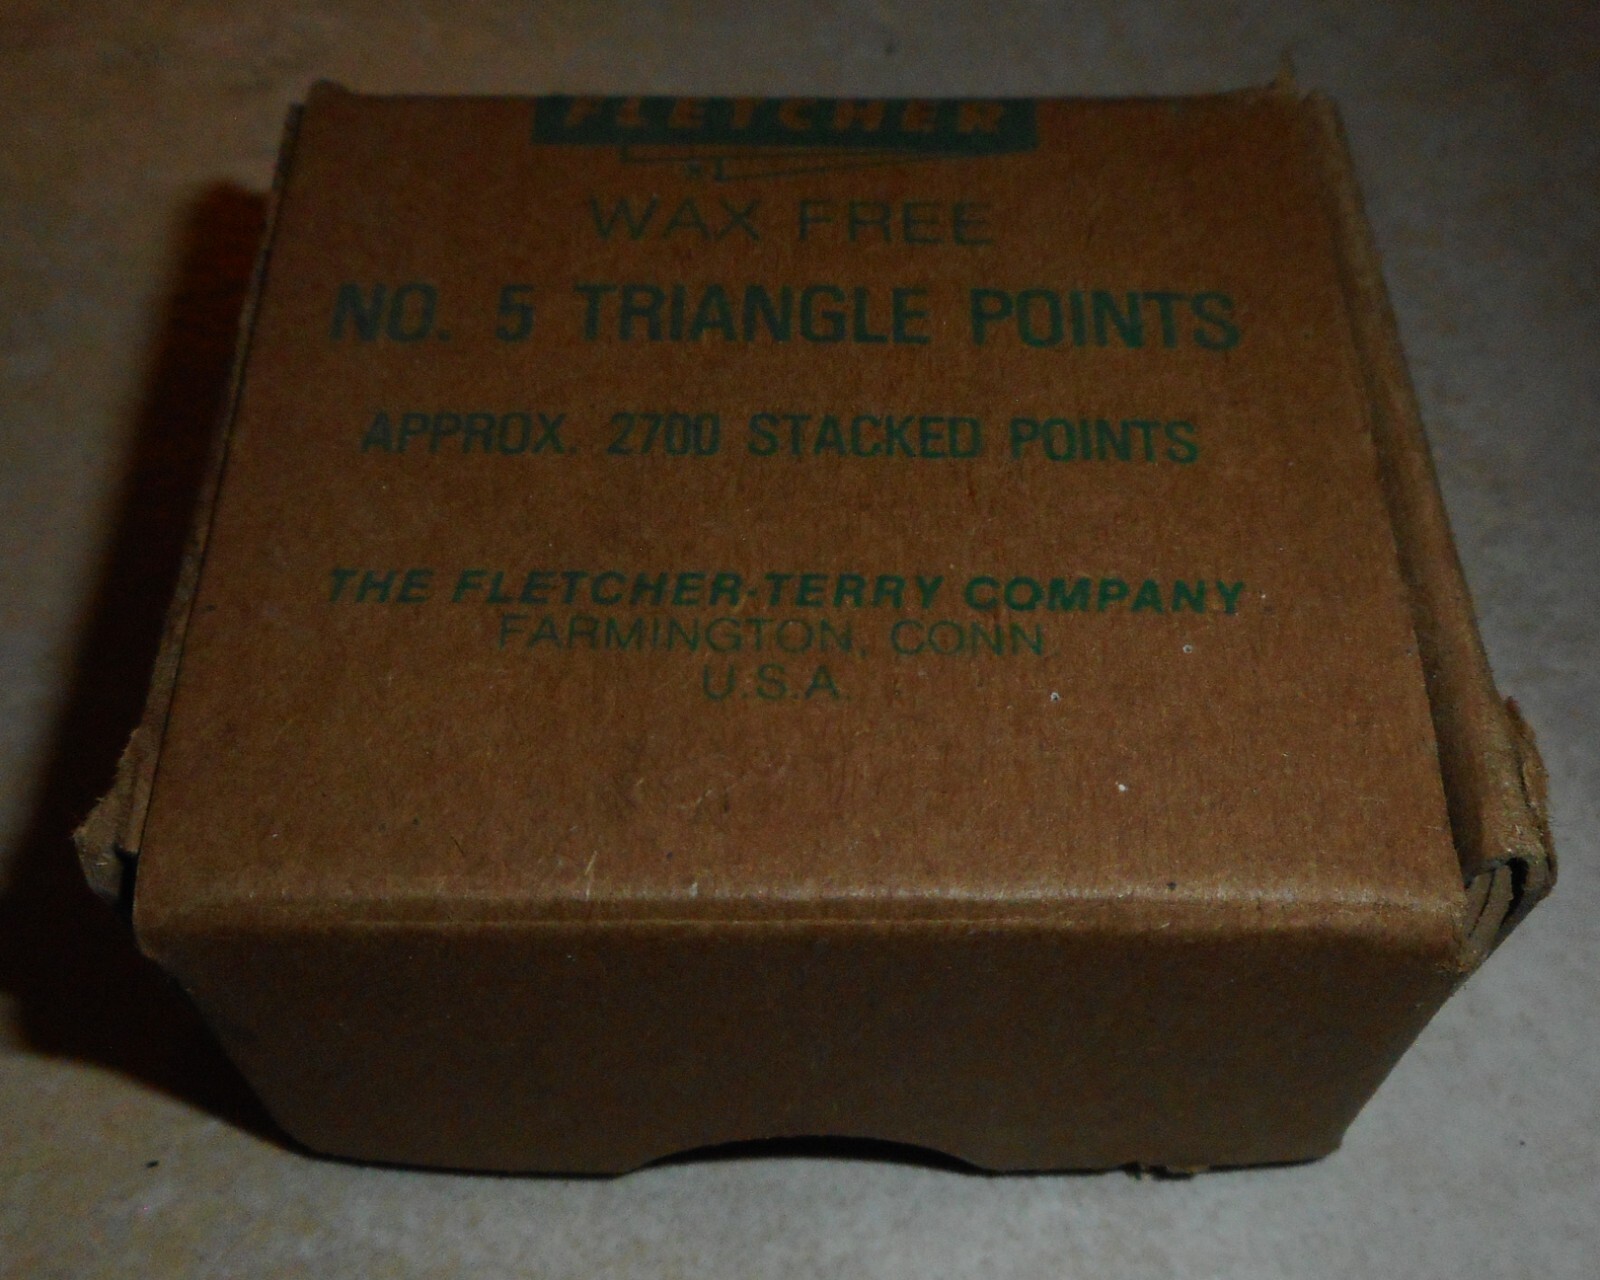 FLETCHER
WAX FREE
NO. 5 TRIANGLE POINTS
APPROX. 2700 STACKED POINTS
THE FLETCHER-TERRY COMPANY
FARMINGTON, CONN.
U.S.A.